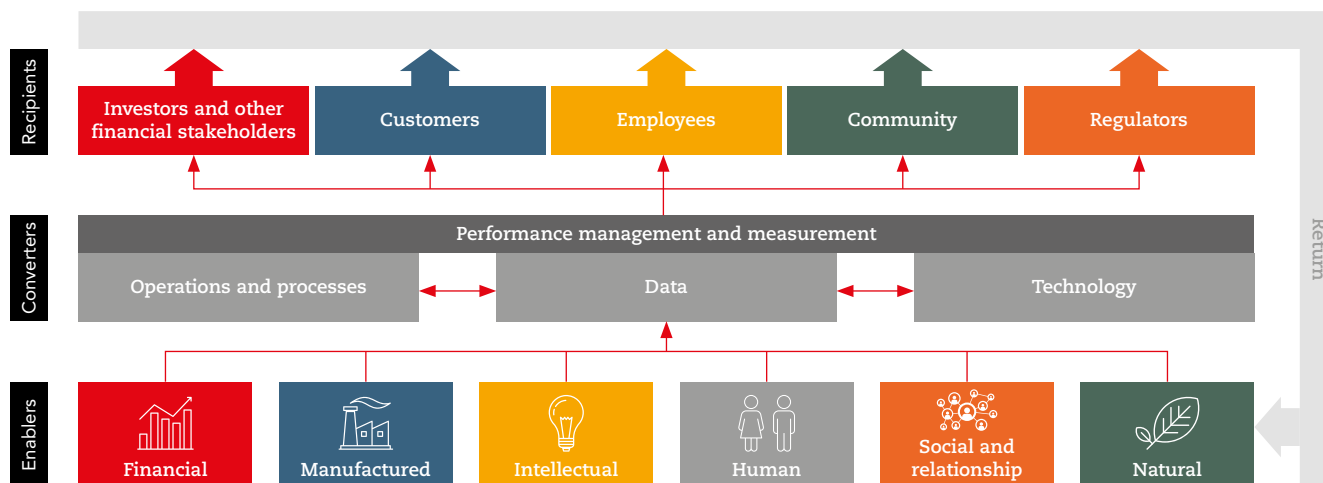 Recipients
Investors and other
financial stakeholders
Customers
Employees
Community
Regulators
Converters
Performance management and measurement
Operations and processes
Data
Technology
Return
Enablers
Financial
Manufactured
Intellectual
Human
Social and
relationship
Natural